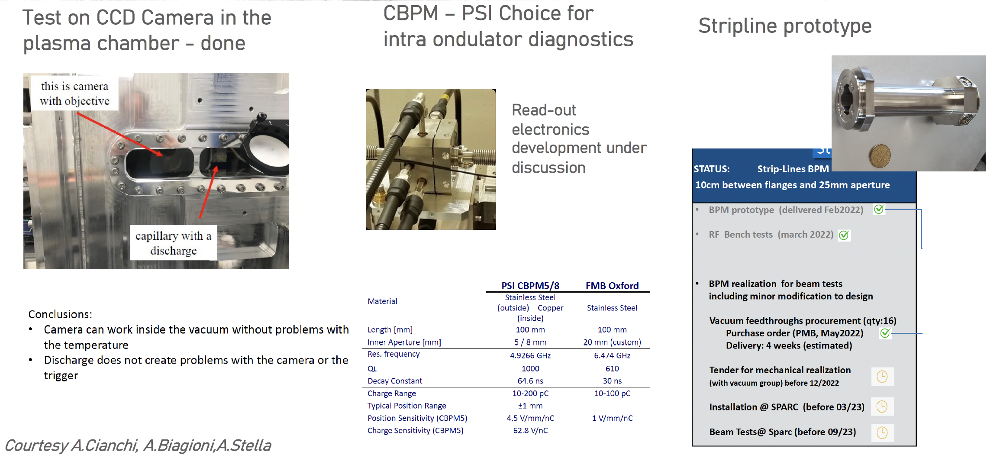 Test on CCD Camera in the
plasma chamber - done
this is camera
with objective
capillary with a
discharge
Conclusions:
• Camera can work inside the vacuum without problems with
the temperature
• Discharge does not create problems with the camera or the
trigger
Courtesy A.Cianchi, A.Biagioni,A.Stella
CBPM – PSI Choice for
intra ondulator diagnostics
Read-out
electronics
development under
discussion
PSI CBPM5/8 FMB Oxford
Material Stainless Steel (outside) – Copper (inside) Stainless Steel
Length [mm] 100 mm 100 mm
Inner Aperture [mm] 5 / 8 mm 20 mm (custom)
Res. frequency 4.9266 GHz 6.474 GHz
QL 1000 610
Decay Constant 64.6 ns 30 ns
Charge Range 10-200 pC 10-100 pC
Typical Position Range ±1 mm
Position Sensitivity (CBPM5) 4.5 V/mm/nC 1 V/mm/nC
Charge Sensitivity (CBPM5) 62.8 V/nC
Stripline prototype
STATUS: Strip-Lines BPM
10cm between flanges and 25mm aperture
• BPM prototype (delivered Feb2022)
• RF Bench tests (march 2022)
• BPM realization for beam tests
including minor modification to design
Vacuum feedthroughs procurement (qty:16)
Purchase order (PMB, May2022)
Delivery: 4 weeks (estimated)
Tender for mechanical realization
(with vacuum group) before 12/2022
Installation @ SPARC (before 03/23)
Beam Tests@ Sparc (before 09/23)